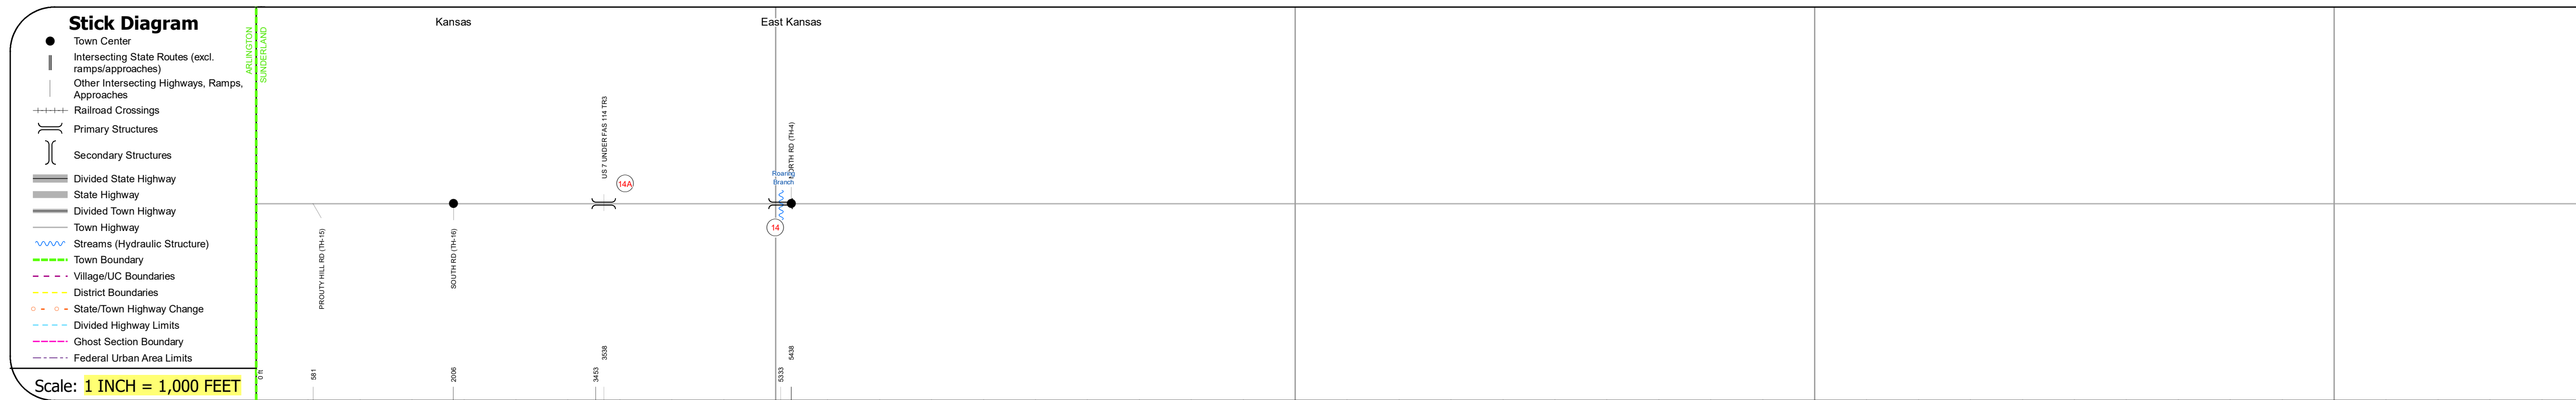 Stick Diagram
Town Center
Intersecting State Routes (excl.
ramps/approaches)
Other Intersecting Highways, Ramps,
Approaches
Railroad Crossings
Primary Structures
Secondary Structures
Divided State Highway
State Highway
Divided Town Highway
Town Highway
Streams (Hydraulic Structure)
Town Boundary
Village/UC Boundaries
District Boundaries
State/Town Highway Change
Divided Highway Limits
Ghost Section Boundary
Federal Urban Area Limits
Scale: 1 INCH = 1,000 FEET
ARLINGTON
SUNDERLAND
Kansas
East Kansas
US 7 UNDER FAS 114 TR3
NORTH RD (TH-4)
Roaring
Branch
14A
14
PROUTY HILL RD (TH-15)
SOUTH RD (TH-16)
0 ft
581
2006
3453
3538
5333
5438